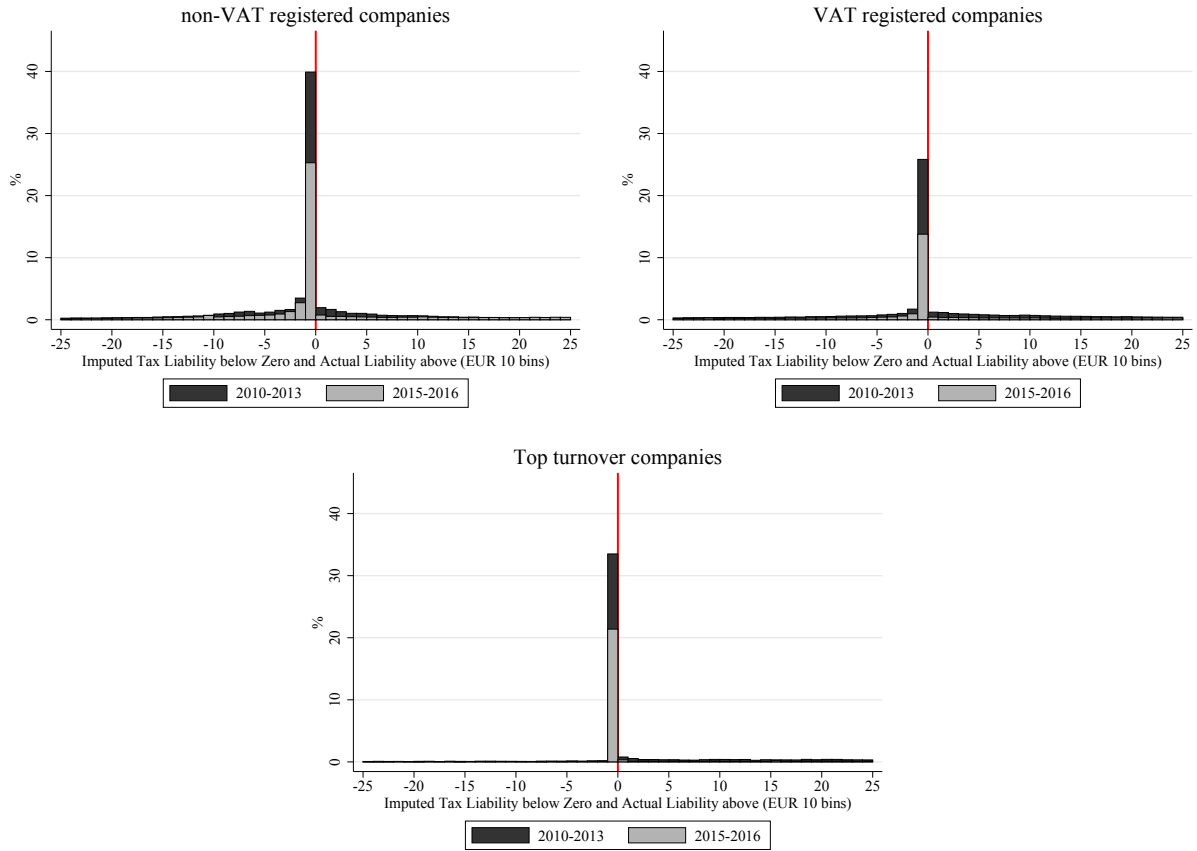 non-VAT registered companies
%
40
30
20
10
0
-25 -20 -15 -10 -5 0 5 10 15 20 25
Imputed Tax Liability below Zero and Actual Liability above (EUR 10 bins)
2010-2013 2015-2016
VAT registered companies
%
40
30
20
10
0
-25 -20 -15 -10 -5 0 5 10 15 20 25
Imputed Tax Liability below Zero and Actual Liability above (EUR 10 bins)
2010-2013 2015-2016
Top turnover companies
%
40
30
20
10
0
-25 -20 -15 -10 -5 0 5 10 15 20 25
Imputed Tax Liability below Zero and Actual Liability above (EUR 10 bins)
2010-2013 2015-2016